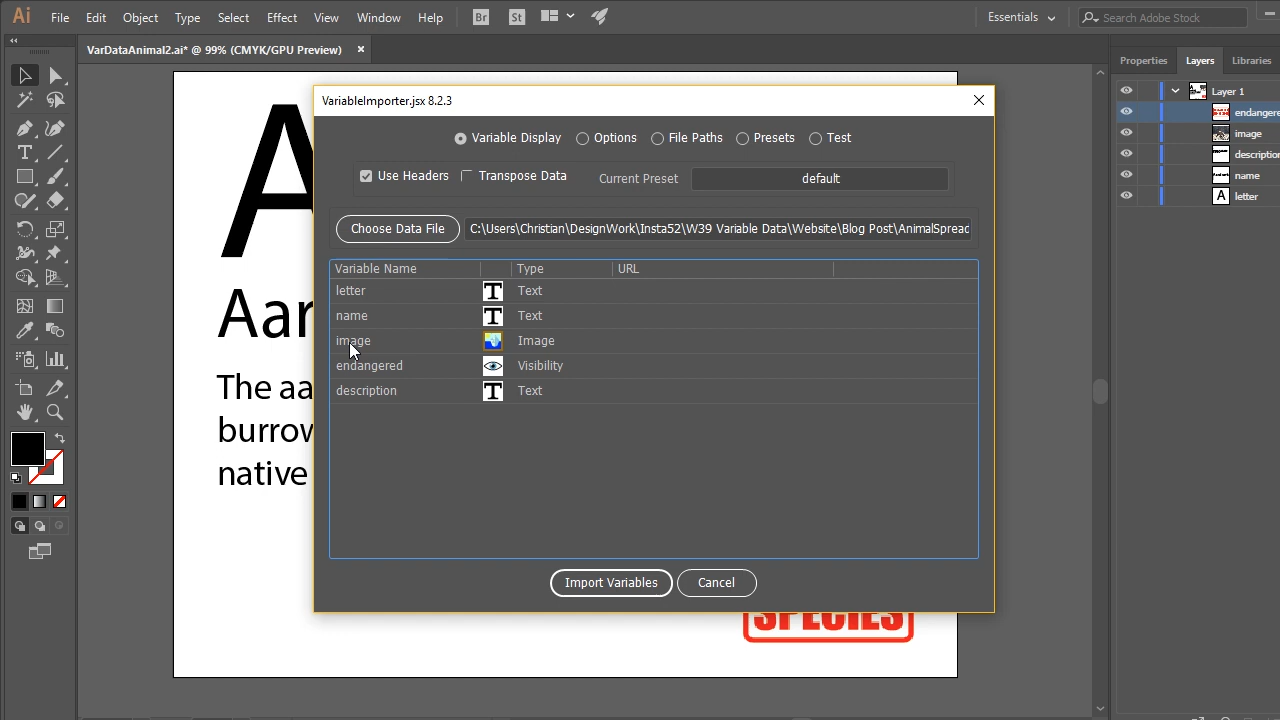 Ai File Edit Object Type Select Effect View Window Help Br St Essentials Search Adobe Stock
VarDataAnimal2.ai* @ 99% (CMYK/GPU Preview) ×
Properties Layers Libraries
VariableImporter.jsx 8.2.3
Variable Display Options File Paths Presets Test
Use Headers Transpose Data Current Preset default
Choose Data File C:\Users\Christian\DesignWork\Insta52\W39 Variable Data\Website\Blog Post\AnimalSpread
Variable Name Type URL
letter T Text
name T Text
image Image
endangered Visibility
description T Text
Import Variables Cancel
A
Aar
The aa
burrow
native
SPECIES
Layer 1
endangere
image
description
name
A letter